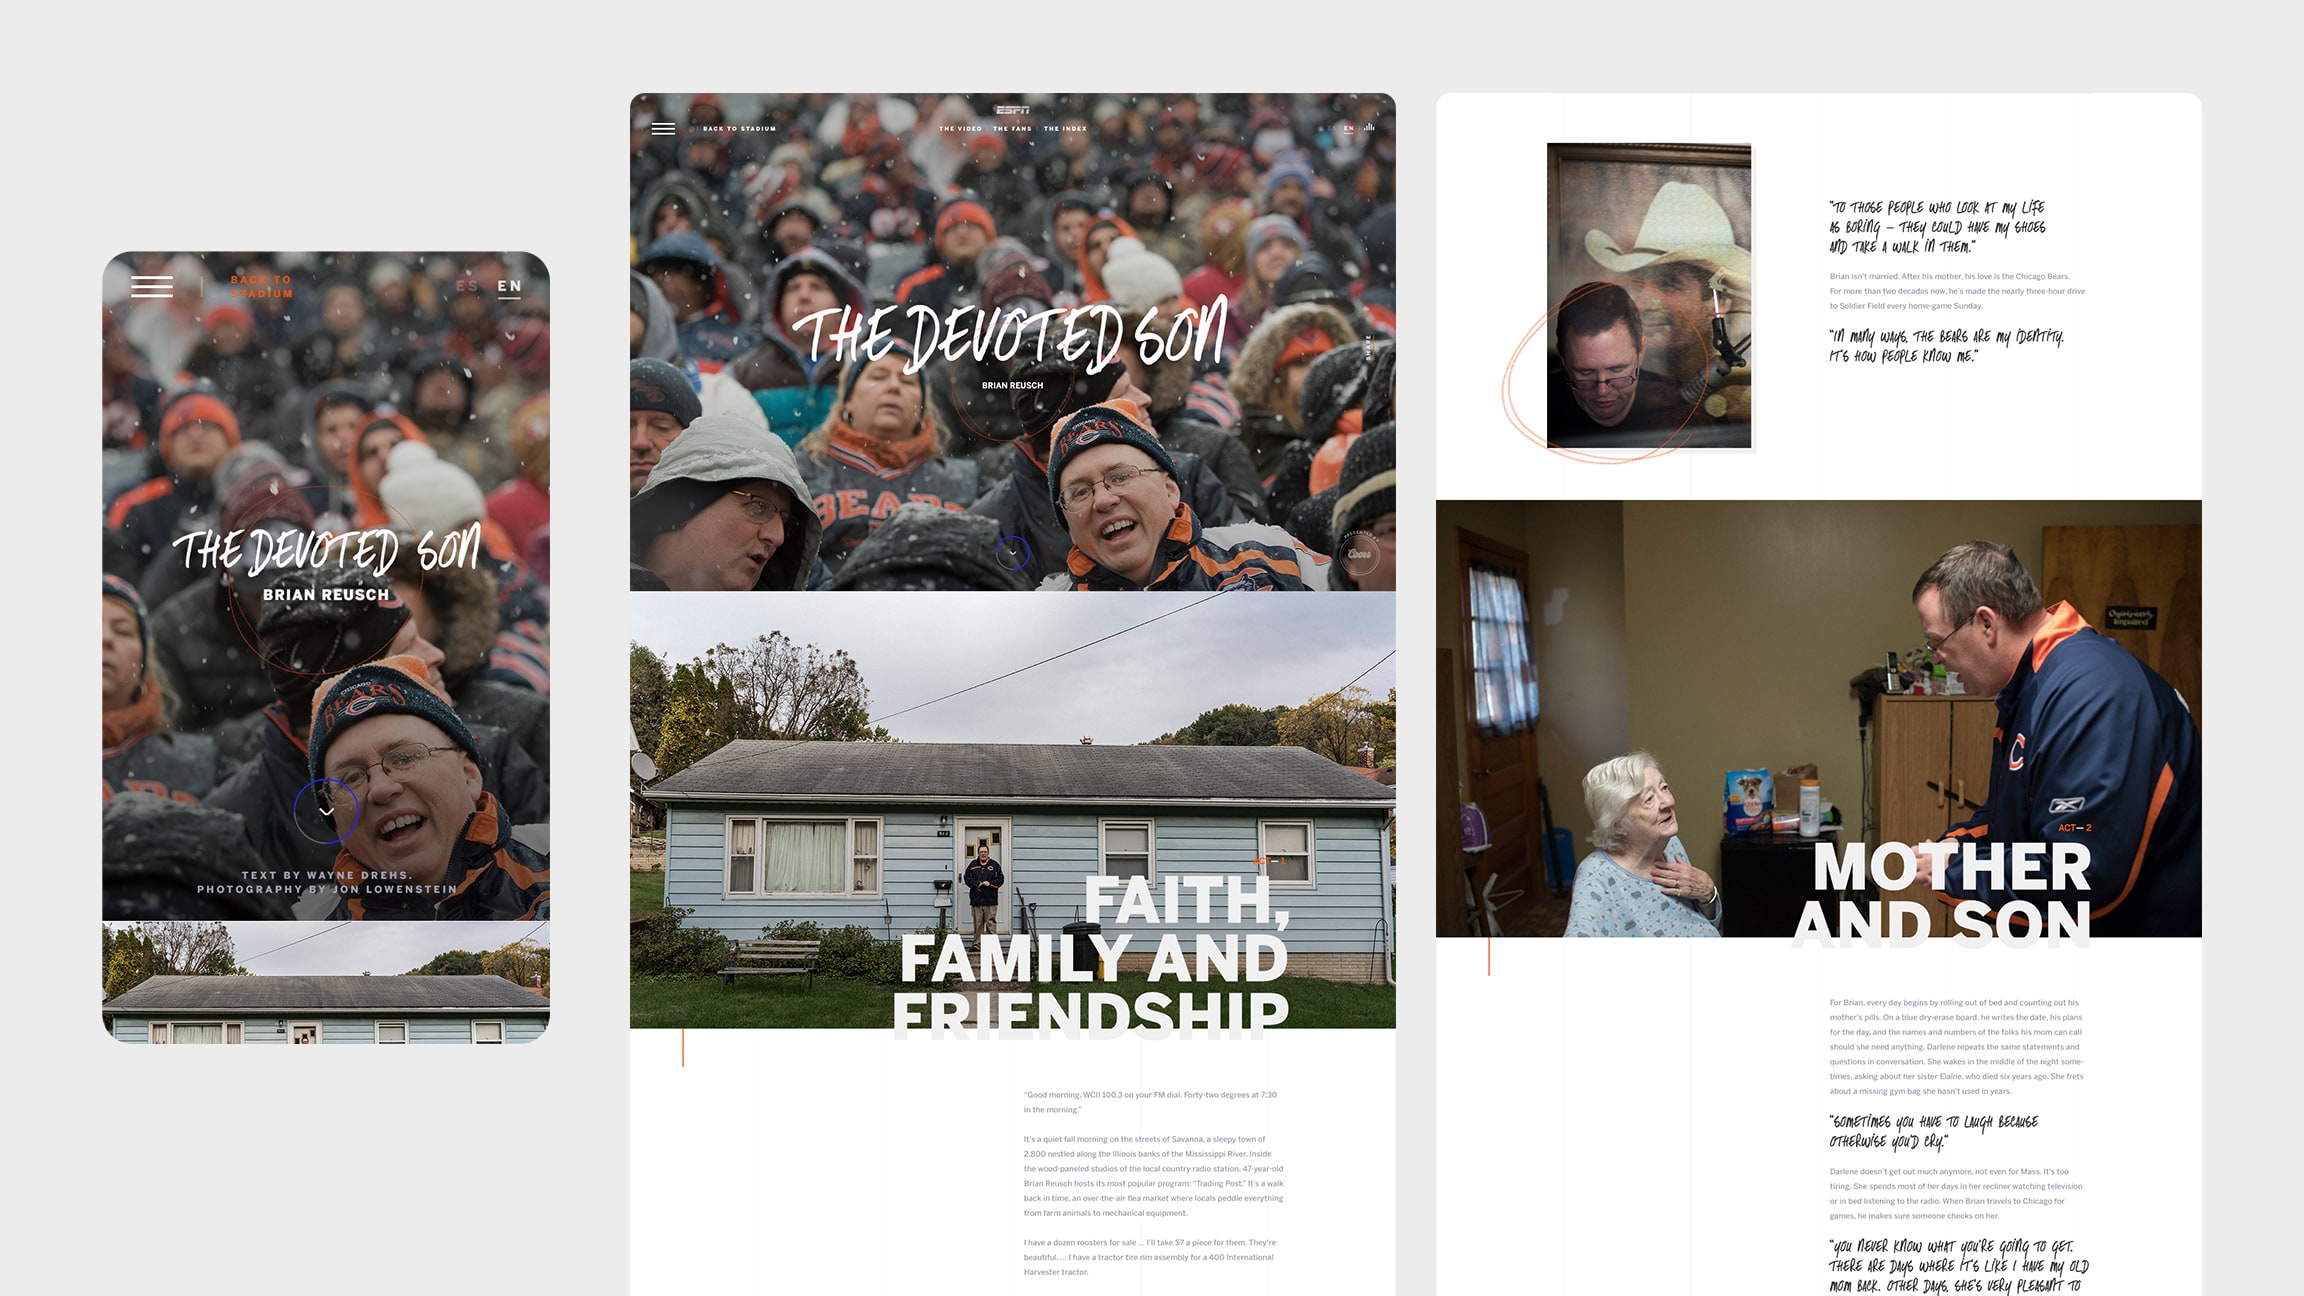 BACK TO
STADIUM
ES EN
THE DEVOTED SON
BRIAN REUSCH
CHICAGO
BEARS
TEXT BY WAYNE DREHS.
PHOTOGRAPHY BY JON LOWENSTEIN
ESPN
BACK TO STADIUM
THE VIDEO THE FANS THE INDEX
ES EN
THE DEVOTED SON
BRIAN REUSCH
SHARE
CHICAGO
BEARS
BEARS
PRESENTED BY
Coors
ACT— 1
FAITH,
FAMILY AND
FRIENDSHIP
“Good morning, WCII 100.3 on your FM dial. Forty-two degrees at 7:30
in the morning.”
It’s a quiet fall morning on the streets of Savanna, a sleepy town of
2,800 nestled along the Illinois banks of the Mississippi River. Inside
the wood-paneled studios of the local country radio station, 47-year-old
Brian Reusch hosts its most popular program: “Trading Post.” It’s a walk
back in time, an over-the-air flea market where locals peddle everything
from farm animals to mechanical equipment.
I have a dozen roosters for sale ... I’ll take $7 a piece for them. They’re
beautiful. ... I have a tractor tire rim assembly for a 400 International
Harvester tractor.
“TO THOSE PEOPLE WHO LOOK AT MY LIFE
AS BORING – THEY COULD HAVE MY SHOES
AND TAKE A WALK IN THEM.”
Brian isn’t married. After his mother, his love is the Chicago Bears.
For more than two decades now, he’s made the nearly three-hour drive
to Soldier Field every home-game Sunday.
“IN MANY WAYS, THE BEARS ARE MY IDENTITY.
IT’S HOW PEOPLE KNOW ME.”
Organizationally
Impaired
C
ACT— 2
MOTHER
AND SON
For Brian, every day begins by rolling out of bed and counting out his
mother’s pills. On a blue dry-erase board, he writes the date, his plans
for the day, and the names and numbers of the folks his mom can call
should she need anything. Darlene repeats the same statements and
questions in conversation. She wakes in the middle of the night some-
times, asking about her sister Elaine, who died six years ago. She frets
about a missing gym bag she hasn’t used in years.
“SOMETIMES YOU HAVE TO LAUGH BECAUSE
OTHERWISE YOU’D CRY.”
Darlene doesn’t get out much anymore, not even for Mass. It’s too
tiring. She spends most of her days in her recliner watching television
or in bed listening to the radio. When Brian travels to Chicago for
games, he makes sure someone checks on her.
“YOU NEVER KNOW WHAT YOU’RE GOING TO GET.
THERE ARE DAYS WHERE IT’S LIKE I HAVE MY OLD
MOM BACK. OTHER DAYS, SHE’S VERY PLEASANT TO